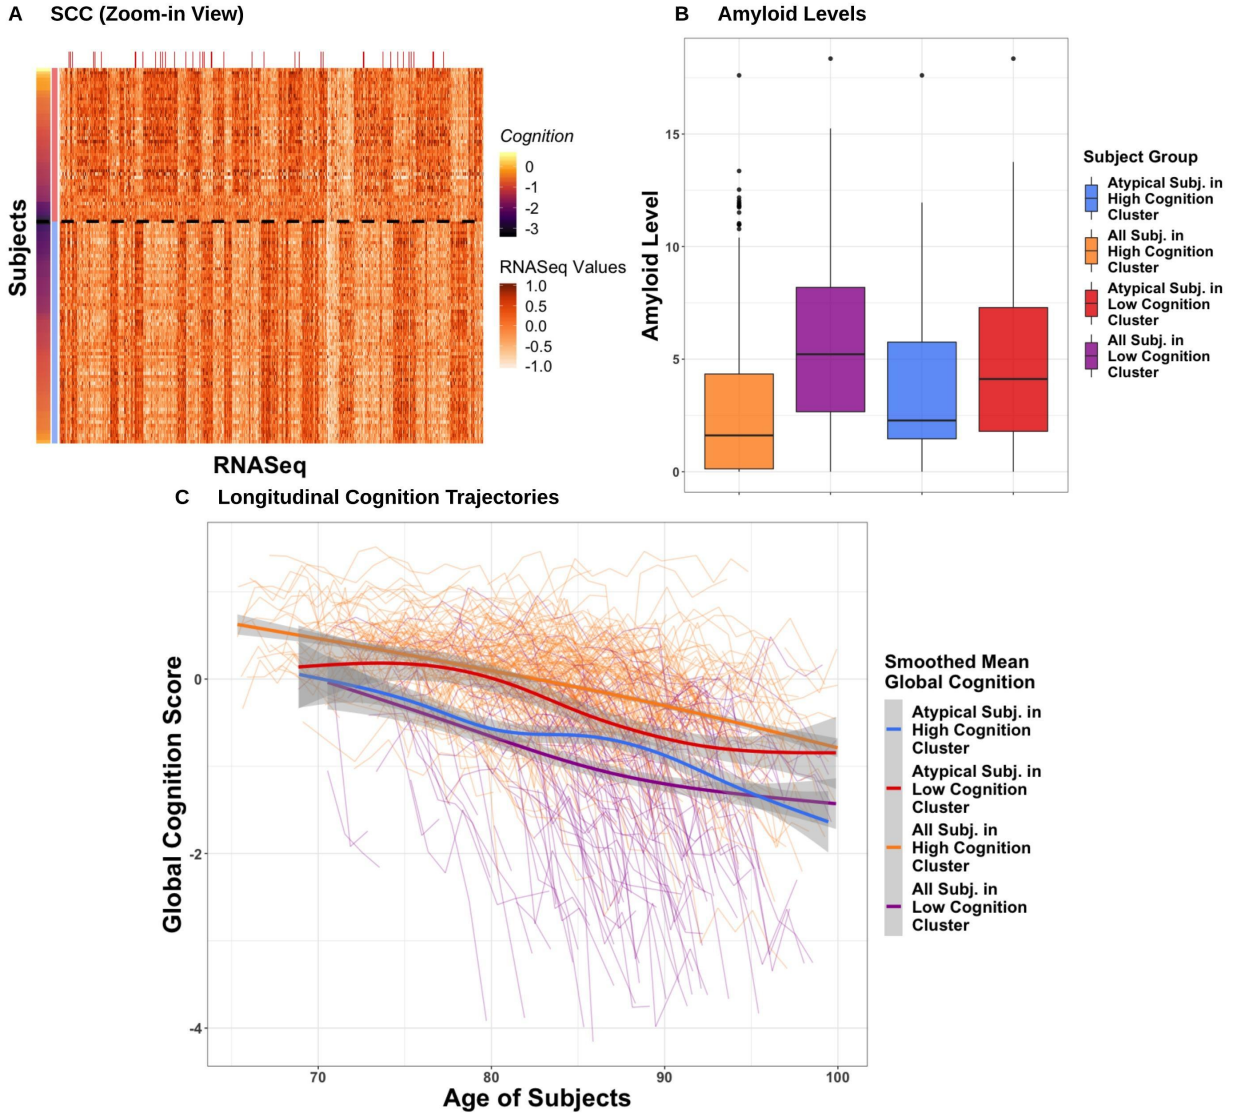 A SCC (Zoom-in View)
Subjects
RNASeq
Cognition
0
-1
-2
-3
RNASeq Values
1.0
0.5
0.0
-0.5
-1.0
B Amyloid Levels
Amyloid Level
15
10
5
0
Subject Group
Atypical Subj. in
High Cognition
Cluster
All Subj. in
High Cognition
Cluster
Atypical Subj. in
Low Cognition
Cluster
All Subj. in
Low Cognition
Cluster
C Longitudinal Cognition Trajectories
Global Cognition Score
0
-2
-4
70 80 90 100
Age of Subjects
Smoothed Mean
Global Cognition
Atypical Subj. in
High Cognition
Cluster
Atypical Subj. in
Low Cognition
Cluster
All Subj. in
High Cognition
Cluster
All Subj. in
Low Cognition
Cluster